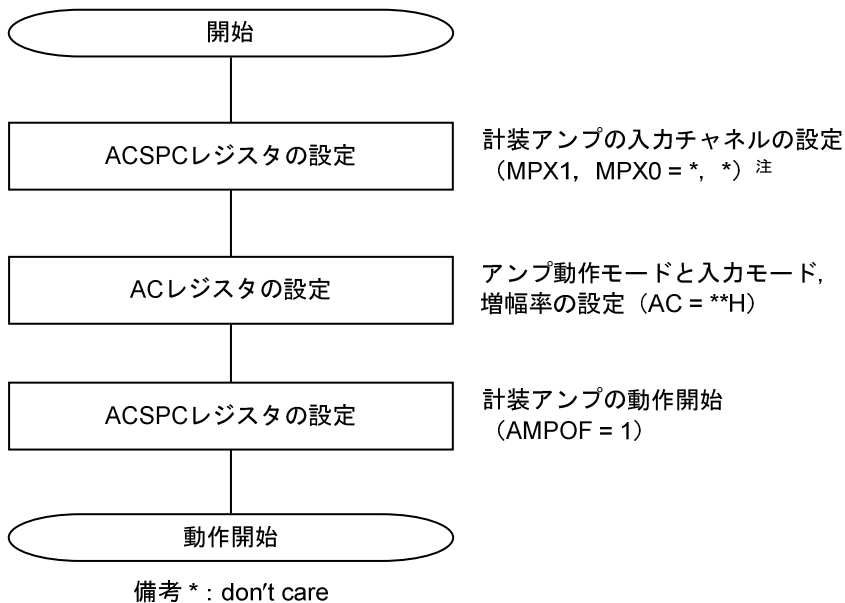 開始
ACSPCレジスタの設定
計装アンプの入力チャネルの設定
（MPX1，MPX0 = *，*）注
ACレジスタの設定
アンプ動作モードと入力モード，
増幅率の設定（AC = **H）
ACSPCレジスタの設定
計装アンプの動作開始
（AMPOF = 1）
動作開始
備考 *：don't care